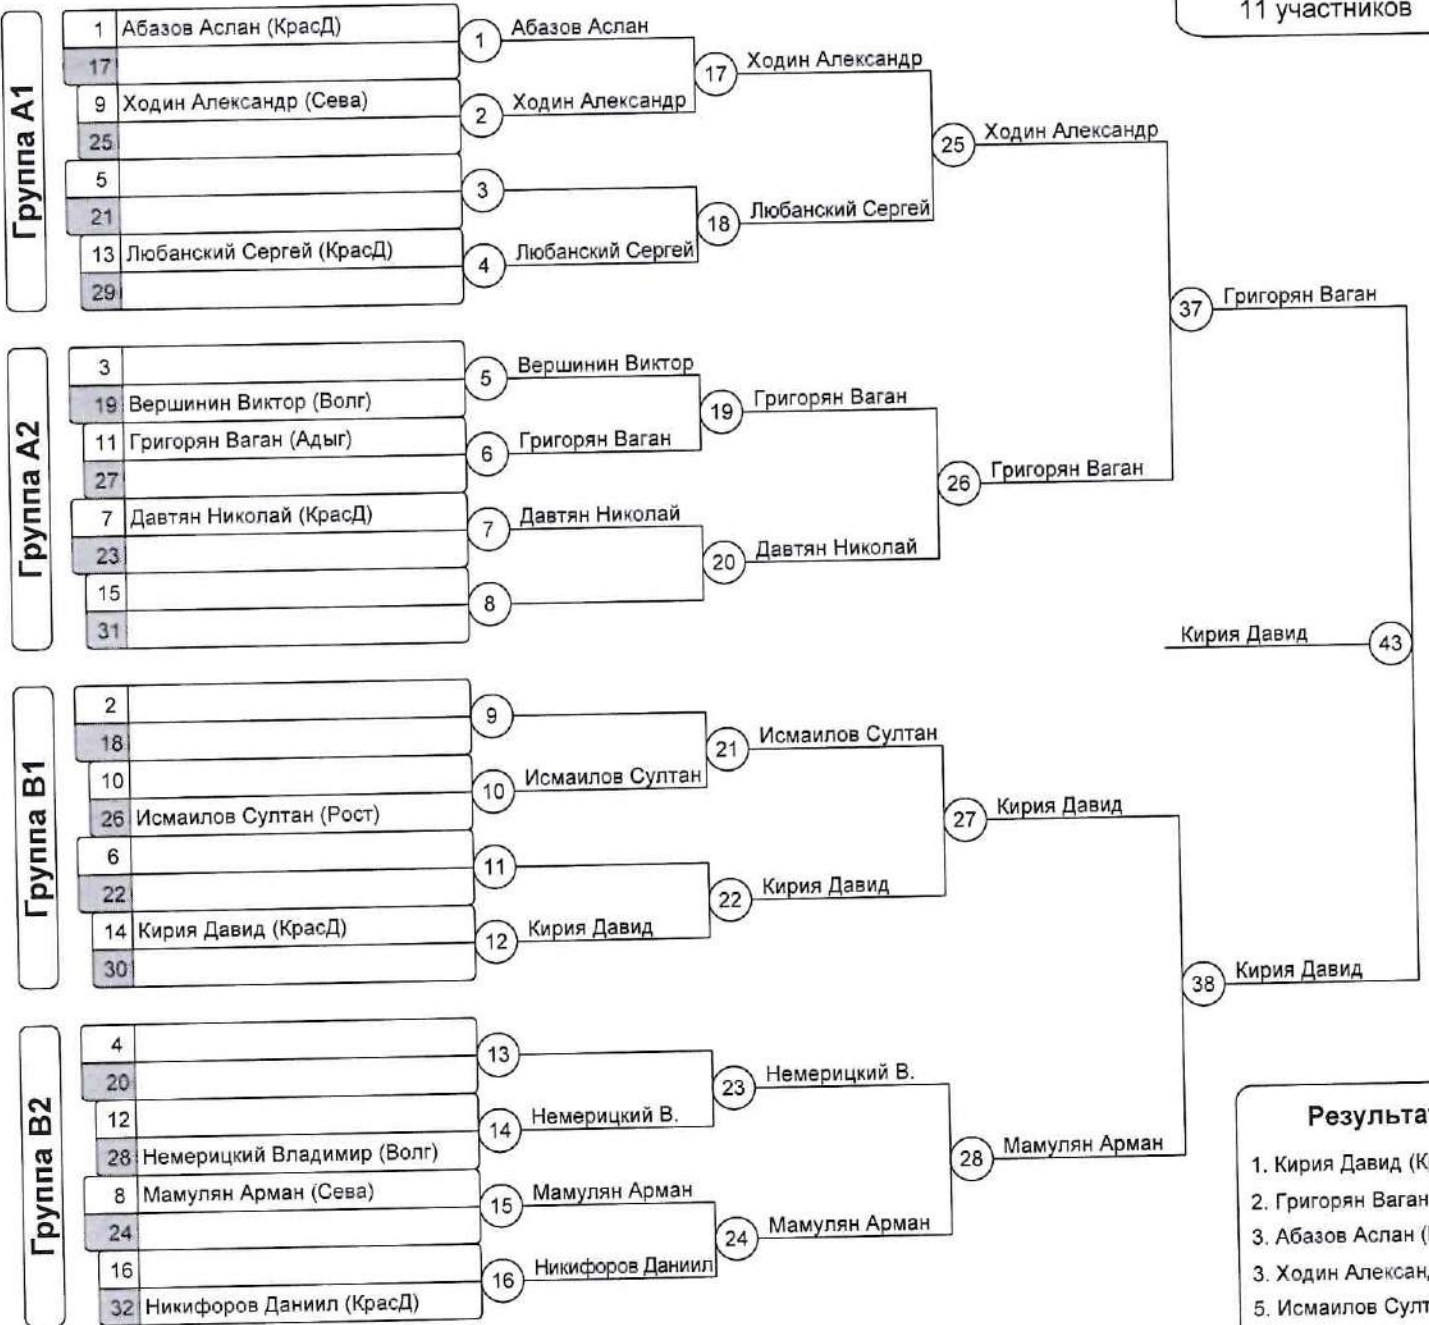 11 участников
Группа A1
1 Абазов Аслан (КрасД)
17
9 Ходин Александр (Сева)
25
5
21
13 Любанский Сергей (КрасД)
29
1 Абазов Аслан
2 Ходин Александр
3
4 Любанский Сергей
17 Ходин Александр
18 Любанский Сергей
25 Ходин Александр
Группа A2
3
19 Вершинин Виктор (Волг)
11 Григорян Ваган (Адыг)
27
7 Давтян Николай (КрасД)
23
15
31
5 Вершинин Виктор
6 Григорян Ваган
7 Давтян Николай
8
19 Григорян Ваган
20 Давтян Николай
26 Григорян Ваган
37 Григорян Ваган
Кирия Давид 43
Группа B1
2
18
10
26 Исмаилов Султан (Рост)
6
22
14 Кирия Давид (КрасД)
30
9
10 Исмаилов Султан
11
12 Кирия Давид
21 Исмаилов Султан
22 Кирия Давид
27 Кирия Давид
38 Кирия Давид
Группа B2
4
20
12
28 Немерицкий Владимир (Волг)
8 Мамулян Арман (Сева)
24
16
32 Никифоров Даниил (КрасД)
13
14 Немерицкий В.
15 Мамулян Арман
16 Никифоров Даниил
23 Немерицкий В.
24 Мамулян Арман
28 Мамулян Арман
1. Кирия Давид
2. Григорян Ваган
3. Абазов Аслан
3. Ходин
5. Исмаилов